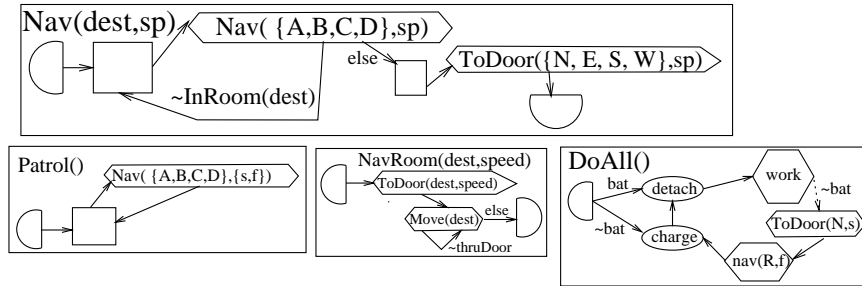 Nav(dest,sp)
Nav( {A,B,C,D},sp)
else
ToDoor({N, E, S, W},sp)
~InRoom(dest)
Patrol()
Nav( {A,B,C,D},{s,f})
NavRoom(dest,speed)
ToDoor(dest,speed)
Move(dest)
else
~thruDoor
DoAll()
bat
detach
work
~bat
~bat
charge
ToDoor(N,s)
nav(R,f)